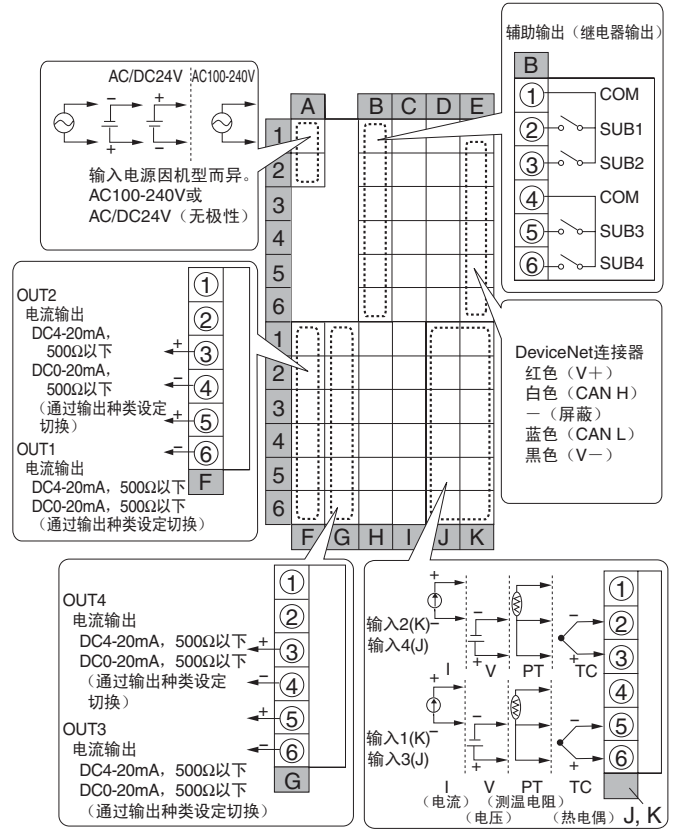 辅助输出（继电器输出）
B
① COM
② SUB1
③ SUB2
④ COM
⑤ SUB3
⑥ SUB4
AC/DC24V AC100-240V
－ ＋
＋ －
输入电源因机型而异。
AC100-240V或
AC/DC24V（无极性）
A B C D E
1
2
3
4
5
6
1
2
3
4
5
6
F G H I J K
OUT2
电流输出
DC4-20mA，
500Ω以下
DC0-20mA，
500Ω以下
（通过输出种类设定
切换）
OUT1
电流输出
DC4-20mA，500Ω以下
DC0-20mA，500Ω以下
（通过输出种类设定切换）
①
②
+ ③
− ④
+ ⑤
− ⑥
F
DeviceNet连接器
红色（V＋）
白色（CAN H）
－（屏蔽）
蓝色（CAN L）
黑色（V－）
OUT4
电流输出
DC4-20mA，500Ω以下
DC0-20mA，500Ω以下
（通过输出种类设定
切换）
OUT3
电流输出
DC4-20mA，500Ω以下
DC0-20mA，500Ω以下
（通过输出种类设定切换）
①
②
+ ③
− ④
+ ⑤
− ⑥
G
+
− − −
输入2(K)
输入4(J)
+ +
I V PT TC
+
− − −
输入1(K)
输入3(J)
+ +
I V PT TC
（电流）（测温电阻）
（电压） （热电偶）
①
②
③
④
⑤
⑥
J, K